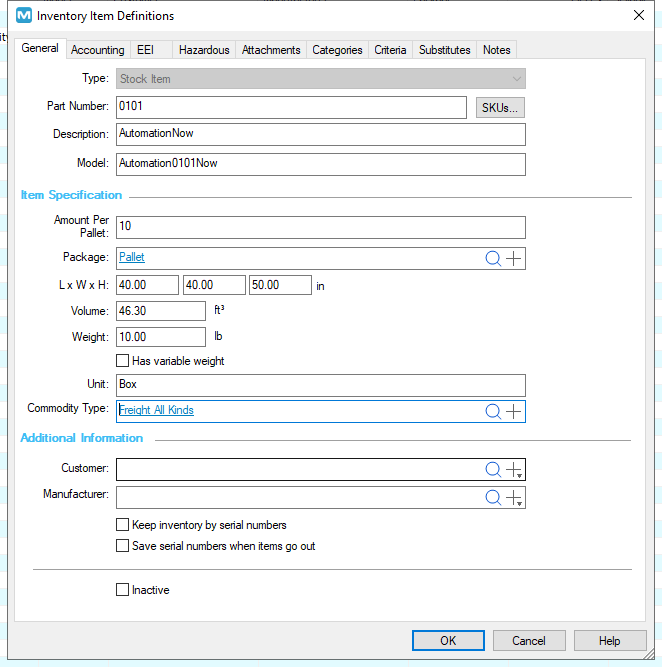 Inventory Item Definitions
General Accounting EEI Hazardous Attachments Categories Criteria Substitutes Notes
Type: Stock Item
Part Number: 0101 SKUs...
Description: AutomationNow
Model: Automation0101Now
Item Specification
Amount Per
Pallet: 10
Package: Pallet
L x W x H: 40.00 40.00 50.00 in
Volume: 46.30 ft³
Weight: 10.00 lb
Has variable weight
Unit: Box
Commodity Type: Freight All Kinds
Additional Information
Customer:
Manufacturer:
Keep inventory by serial numbers
Save serial numbers when items go out
Inactive
OK Cancel Help